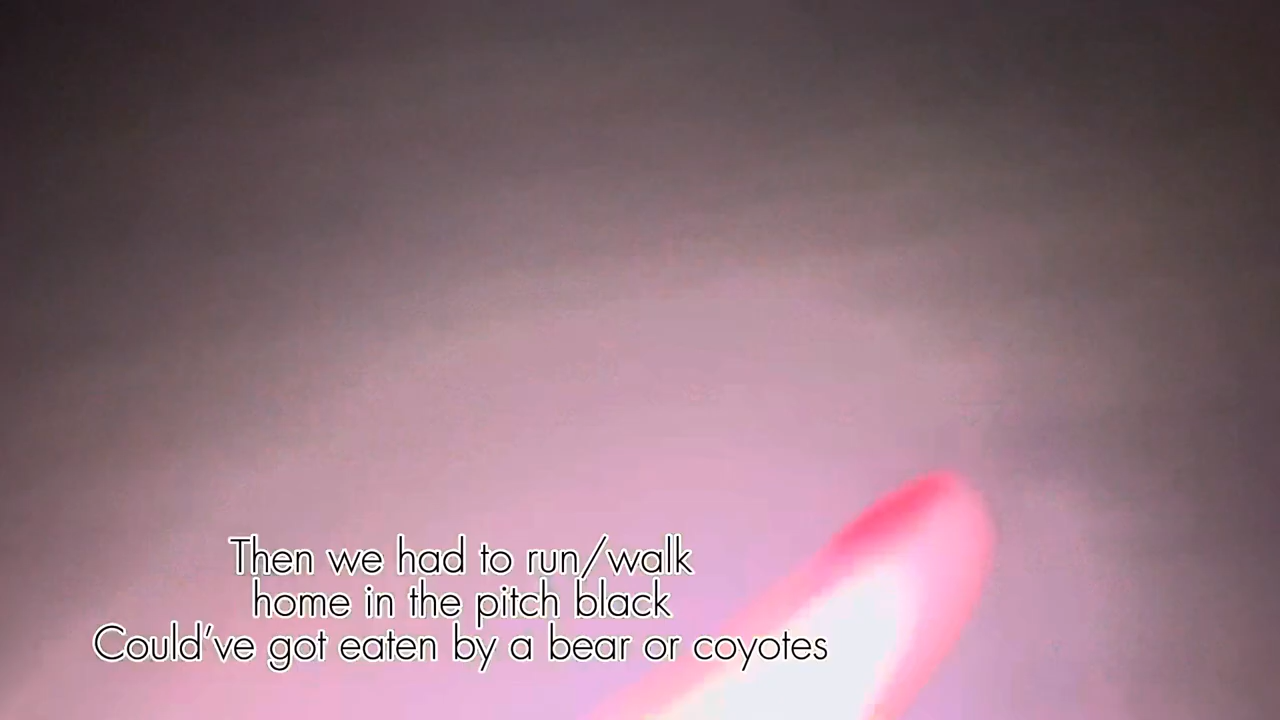 Then we had to run/walk
home in the pitch black
Could've got eaten by a bear or coyotes